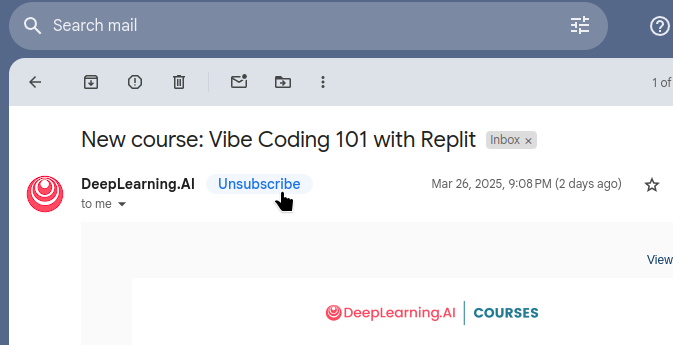 Search mail
1 of
New course: Vibe Coding 101 with Replit Inbox ×
DeepLearning.AI Unsubscribe Mar 26, 2025, 9:08 PM (2 days ago)
to me
View
DeepLearning.AI | COURSES